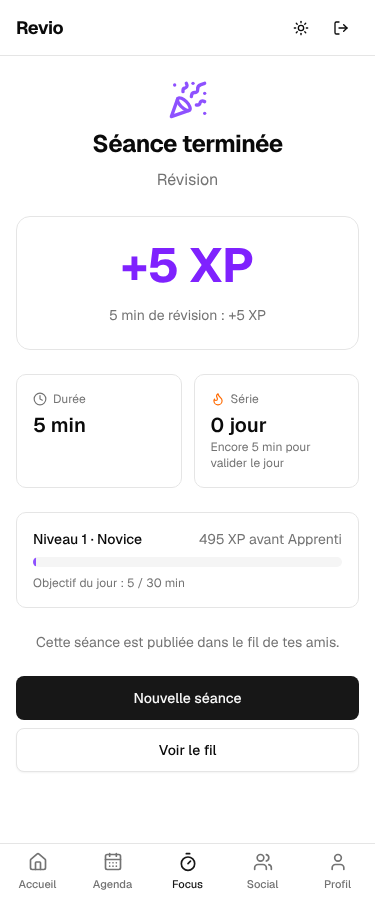 Revio
Séance terminée
Révision
+5 XP
5 min de révision : +5 XP
Durée
5 min
Série
0 jour
Encore 5 min pour
valider le jour
Niveau 1 · Novice
495 XP avant Apprenti
Objectif du jour : 5 / 30 min
Cette séance est publiée dans le fil de tes amis.
Nouvelle séance
Voir le fil
Accueil
Agenda
Focus
Social
Profil